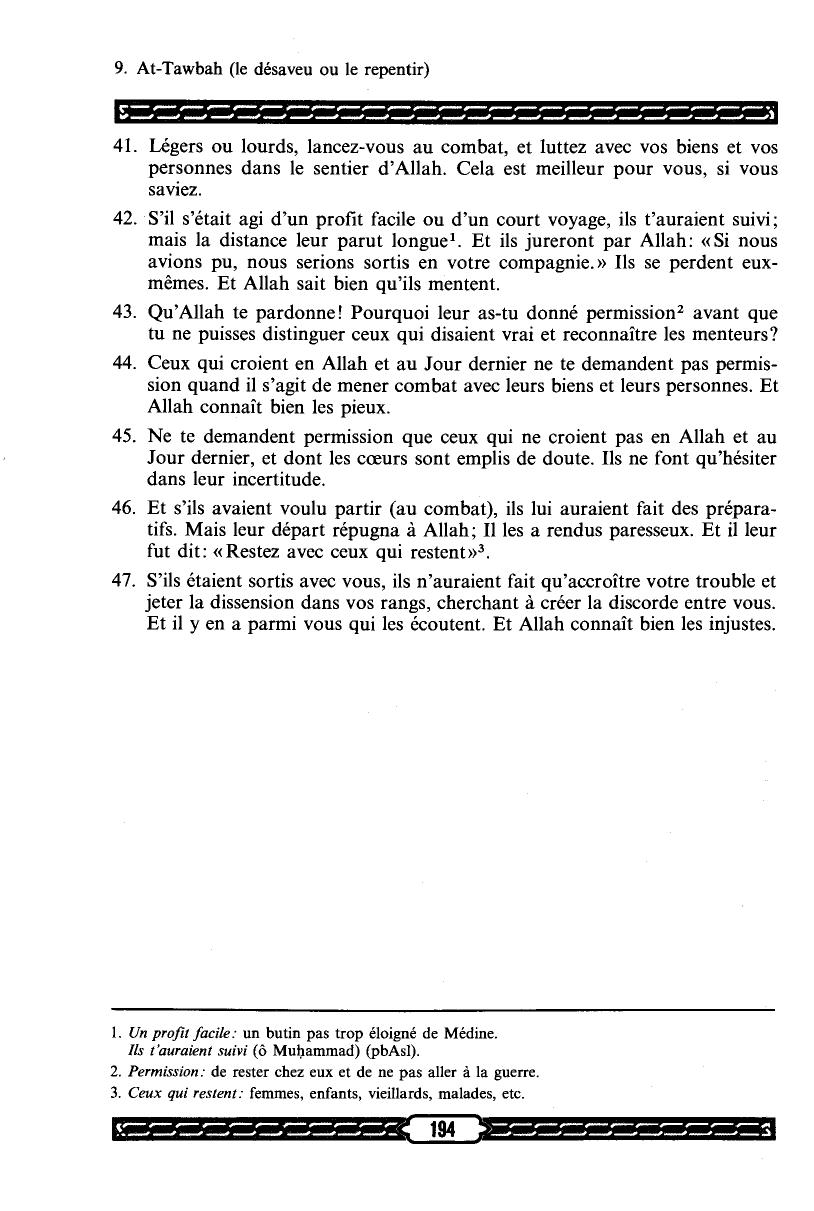 9. At-Tawbah (le désaveu ou le repentir)
41. Légers ou lourds, lancez-vous au combat, et luttez avec vos biens et vos
personnes dans le sentier d'Allah. Cela est meilleur pour vous, si vous
saviez.
42. S'il s'était agi d'un profit facile ou d'un court voyage, ils t'auraient suivi;
mais la distance leur parut longue¹. Et ils jureront par Allah: «Si nous
avions pu, nous serions sortis en votre compagnie.» Ils se perdent eux-
mêmes. Et Allah sait bien qu'ils mentent.
43. Qu'Allah te pardonne! Pourquoi leur as-tu donné permission² avant que
tu ne puisses distinguer ceux qui disaient vrai et reconnaître les menteurs?
44. Ceux qui croient en Allah et au Jour dernier ne te demandent pas permis-
sion quand il s'agit de mener combat avec leurs biens et leurs personnes. Et
Allah connaît bien les pieux.
45. Ne te demandent permission que ceux qui ne croient pas en Allah et au
Jour dernier, et dont les cœurs sont emplis de doute. Ils ne font qu'hésiter
dans leur incertitude.
46. Et s'ils avaient voulu partir (au combat), ils lui auraient fait des prépara-
tifs. Mais leur départ répugna à Allah; Il les a rendus paresseux. Et il leur
fut dit: «Restez avec ceux qui restent»³.
47. S'ils étaient sortis avec vous, ils n'auraient fait qu'accroître votre trouble et
jeter la dissension dans vos rangs, cherchant à créer la discorde entre vous.
Et il y en a parmi vous qui les écoutent. Et Allah connaît bien les injustes.
1. Un profit facile: un butin pas trop éloigné de Médine.
Ils t'auraient suivi (ô Muḥammad) (pbAsl).
2. Permission: de rester chez eux et de ne pas aller à la guerre.
3. Ceux qui restent: femmes, enfants, vieillards, malades, etc.
194